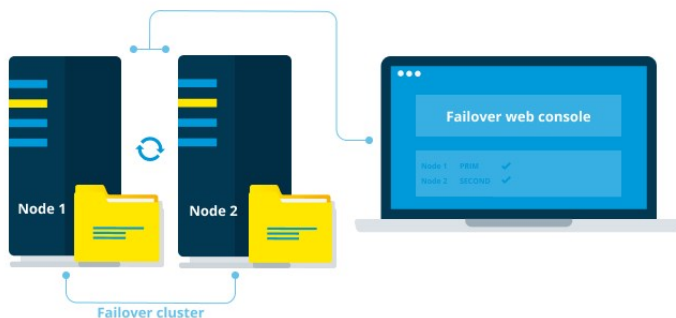 Failover web console
Node 1 PRIM
Node 2 SECOND
Node 1
Node 2
Failover cluster